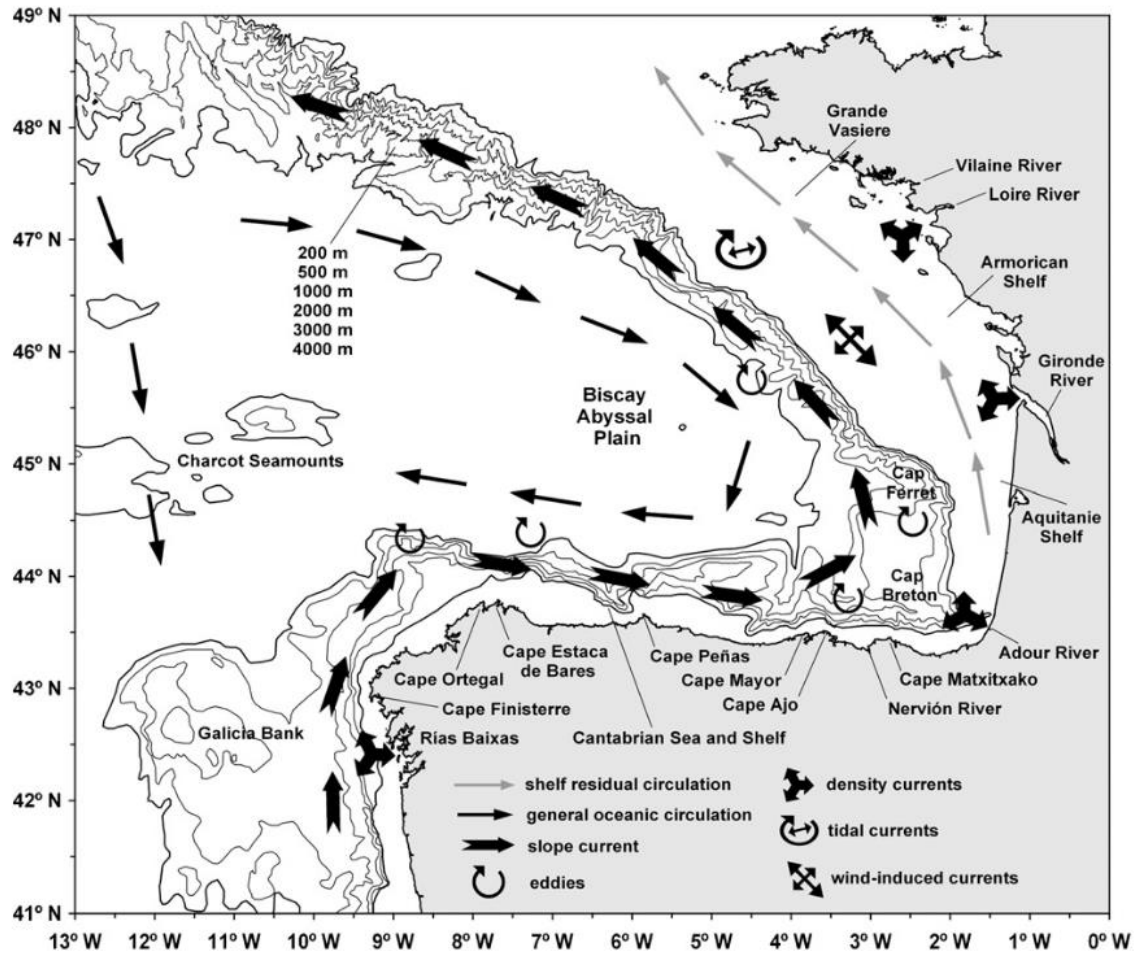 49º N
48º N
47º N
46º N
45º N
44º N
43º N
42º N
41º N
13º W
12º W
11º W
10º W
9º W
8º W
7º W
6º W
5º W
4º W
3º W
2º W
1º W
0º W
Grande
Vasiere
Vilaine River
Loire River
Armorican
Shelf
Gironde
River
200 m
500 m
1000 m
2000 m
3000 m
4000 m
Biscay
Abyssal
Plain
Charcot Seamounts
Cap
Ferret
Aquitanie
Shelf
Cap
Breton
Adour River
Cape Matxitxako
Nervión River
Cape Peñas
Cape Mayor
Cape Ajo
Cape Estaca
de Bares
Cape Ortegal
Cape Finisterre
Galicia Bank
Rías Baixas
Cantabrian Sea and Shelf
shelf residual circulation
general oceanic circulation
slope current
eddies
density currents
tidal currents
wind-induced currents